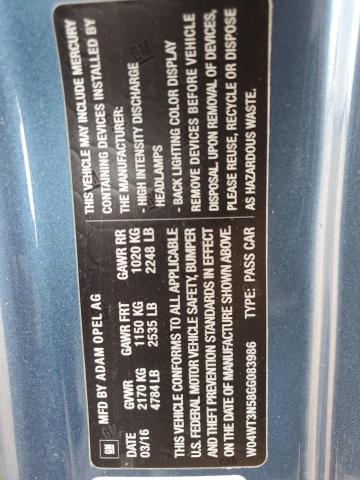 GM
MFD BY ADAM OPEL AG
DATE GVWR GAWR FRT GAWR RR
03/16 2170 KG 1150 KG 1020 KG
4784 LB 2535 LB 2248 LB
THIS VEHICLE CONFORMS TO ALL APPLICABLE
U.S. FEDERAL MOTOR VEHICLE SAFETY, BUMPER
AND THEFT PREVENTION STANDARDS IN EFFECT
ON THE DATE OF MANUFACTURE SHOWN ABOVE.
W04WT3N58GG083986 TYPE: PASS CAR
THIS VEHICLE MAY INCLUDE MERCURY
CONTAINING DEVICES INSTALLED BY
THE MANUFACTURER:
- HIGH INTENSITY DISCHARGE
HEADLAMPS
- BACK LIGHTING COLOR DISPLAY
REMOVE DEVICES BEFORE VEHICLE
DISPOSAL UPON REMOVAL OF DEVICES,
PLEASE REUSE, RECYCLE OR DISPOSE
AS HAZARDOUS WASTE.